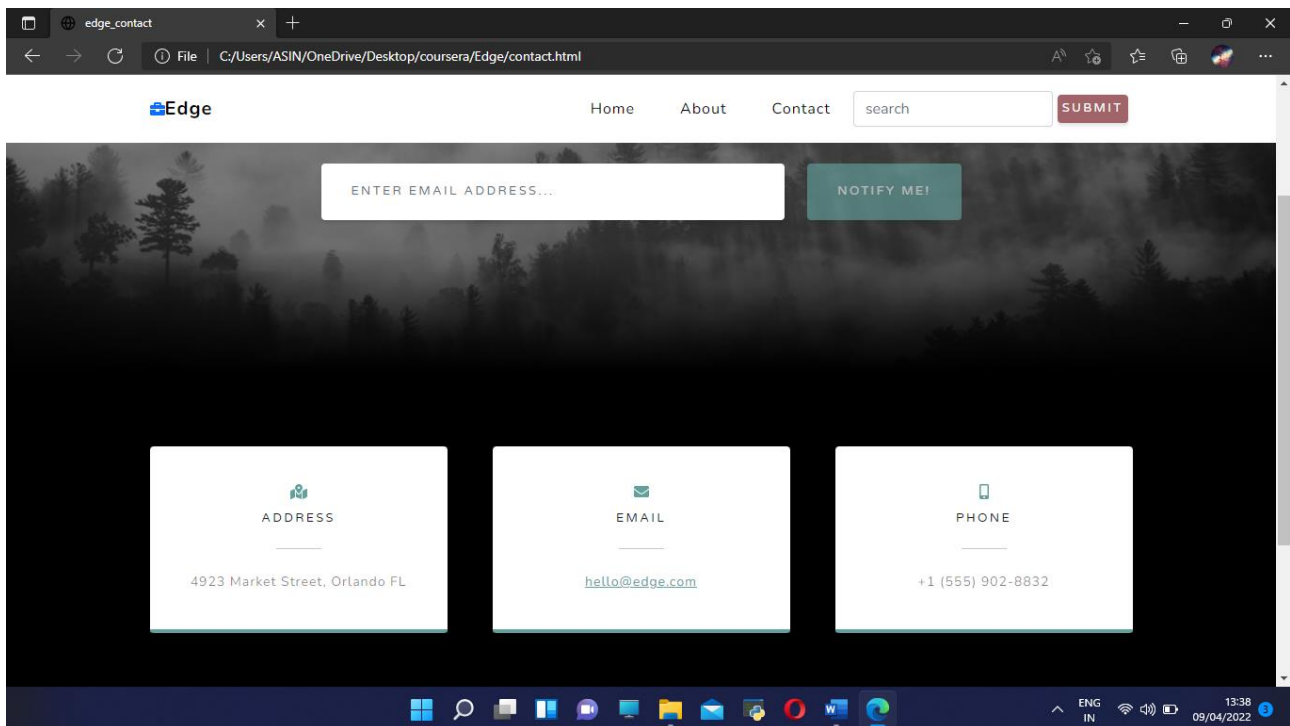 edge_contact
File | C:/Users/ASIN/OneDrive/Desktop/coursera/Edge/contact.html
Edge Home About Contact search SUBMIT
ENTER EMAIL ADDRESS... NOTIFY ME!
ADDRESS EMAIL PHONE
4923 Market Street, Orlando FL hello@edge.com +1 (555) 902-8832
ENG 13:38
IN 09/04/2022 3